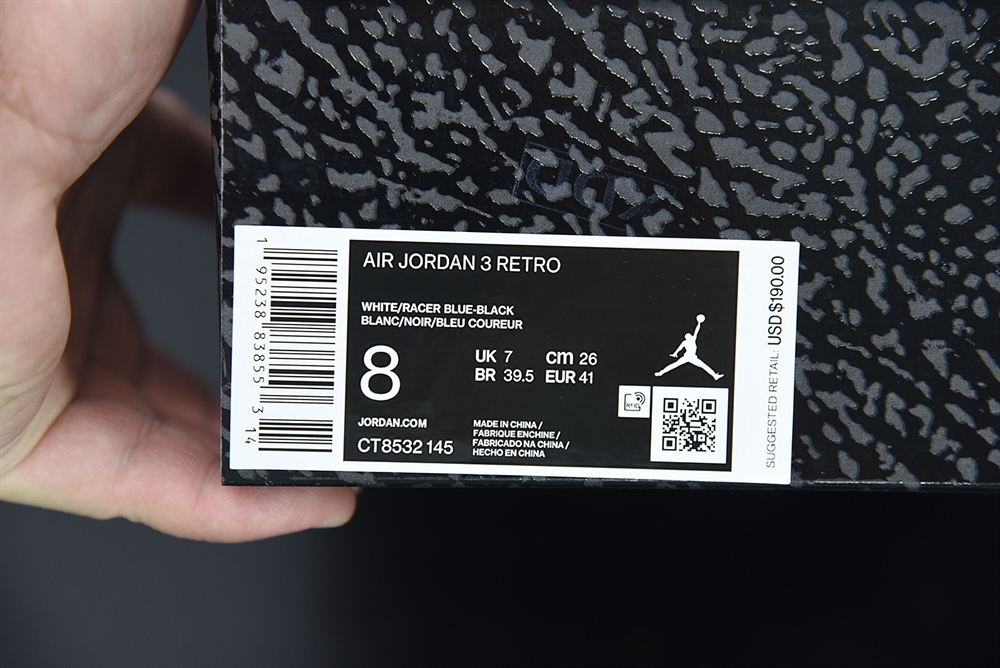 AIR JORDAN 3 RETRO
WHITE/RACER BLUE-BLACK
BLANC/NOIR/BLEU COUREUR
8
UK 7 cm 26
BR 39.5 EUR 41
JORDAN.COM
CT8532 145
MADE IN CHINA /
FABRIQUE ENCHINE /
FABRICADO NA CHINA /
HECHO EN CHINA
RFID
1 95238 83855 3 14
SUGGESTED RETAIL: USD $190.00